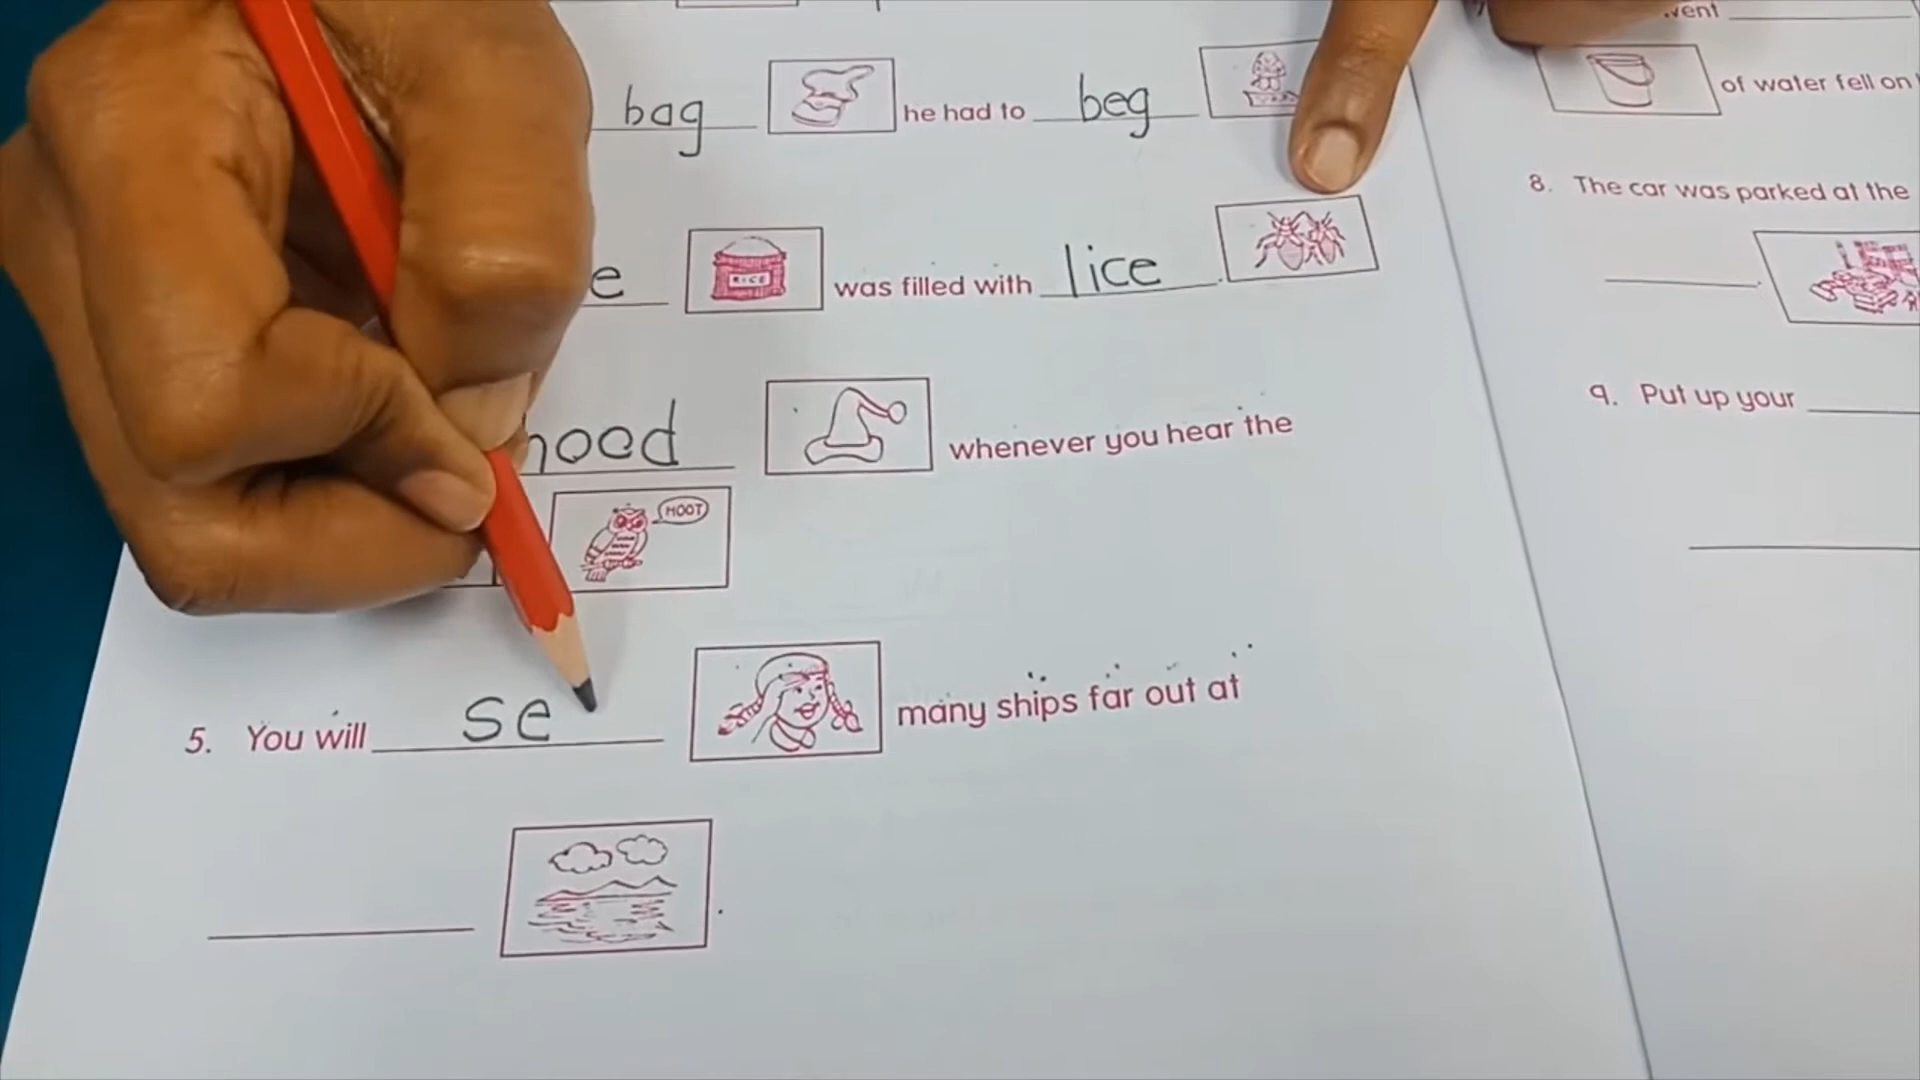 bag he had to beg
RICE was filled with lice.
hood whenever you hear the
HOOT
5. You will se many ships far out at
.
of water fell on
8. The car was parked at the
.
9. Put up your